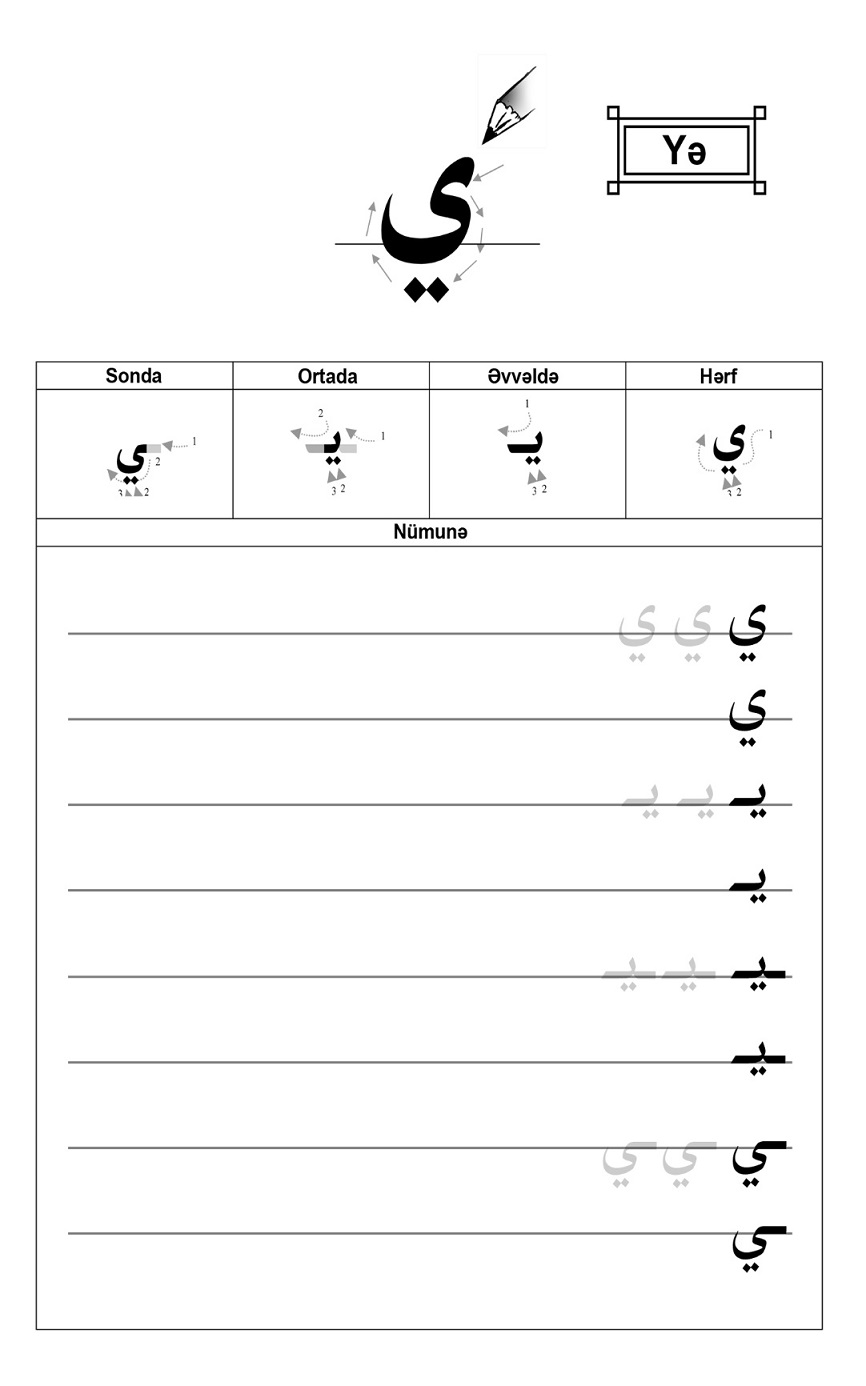 ي
Yə
Sonda Ortada Əvvəldə Hərf
ـي ـيـ يـ ي
1 2 3 2
2 1 3 2
1 3 2
1 3 2
Nümunə
ي ي ي
ي
يـ يـ يـ
يـ
ـيـ ـيـ ـيـ
ـيـ
ـي ـي ـي
ـي